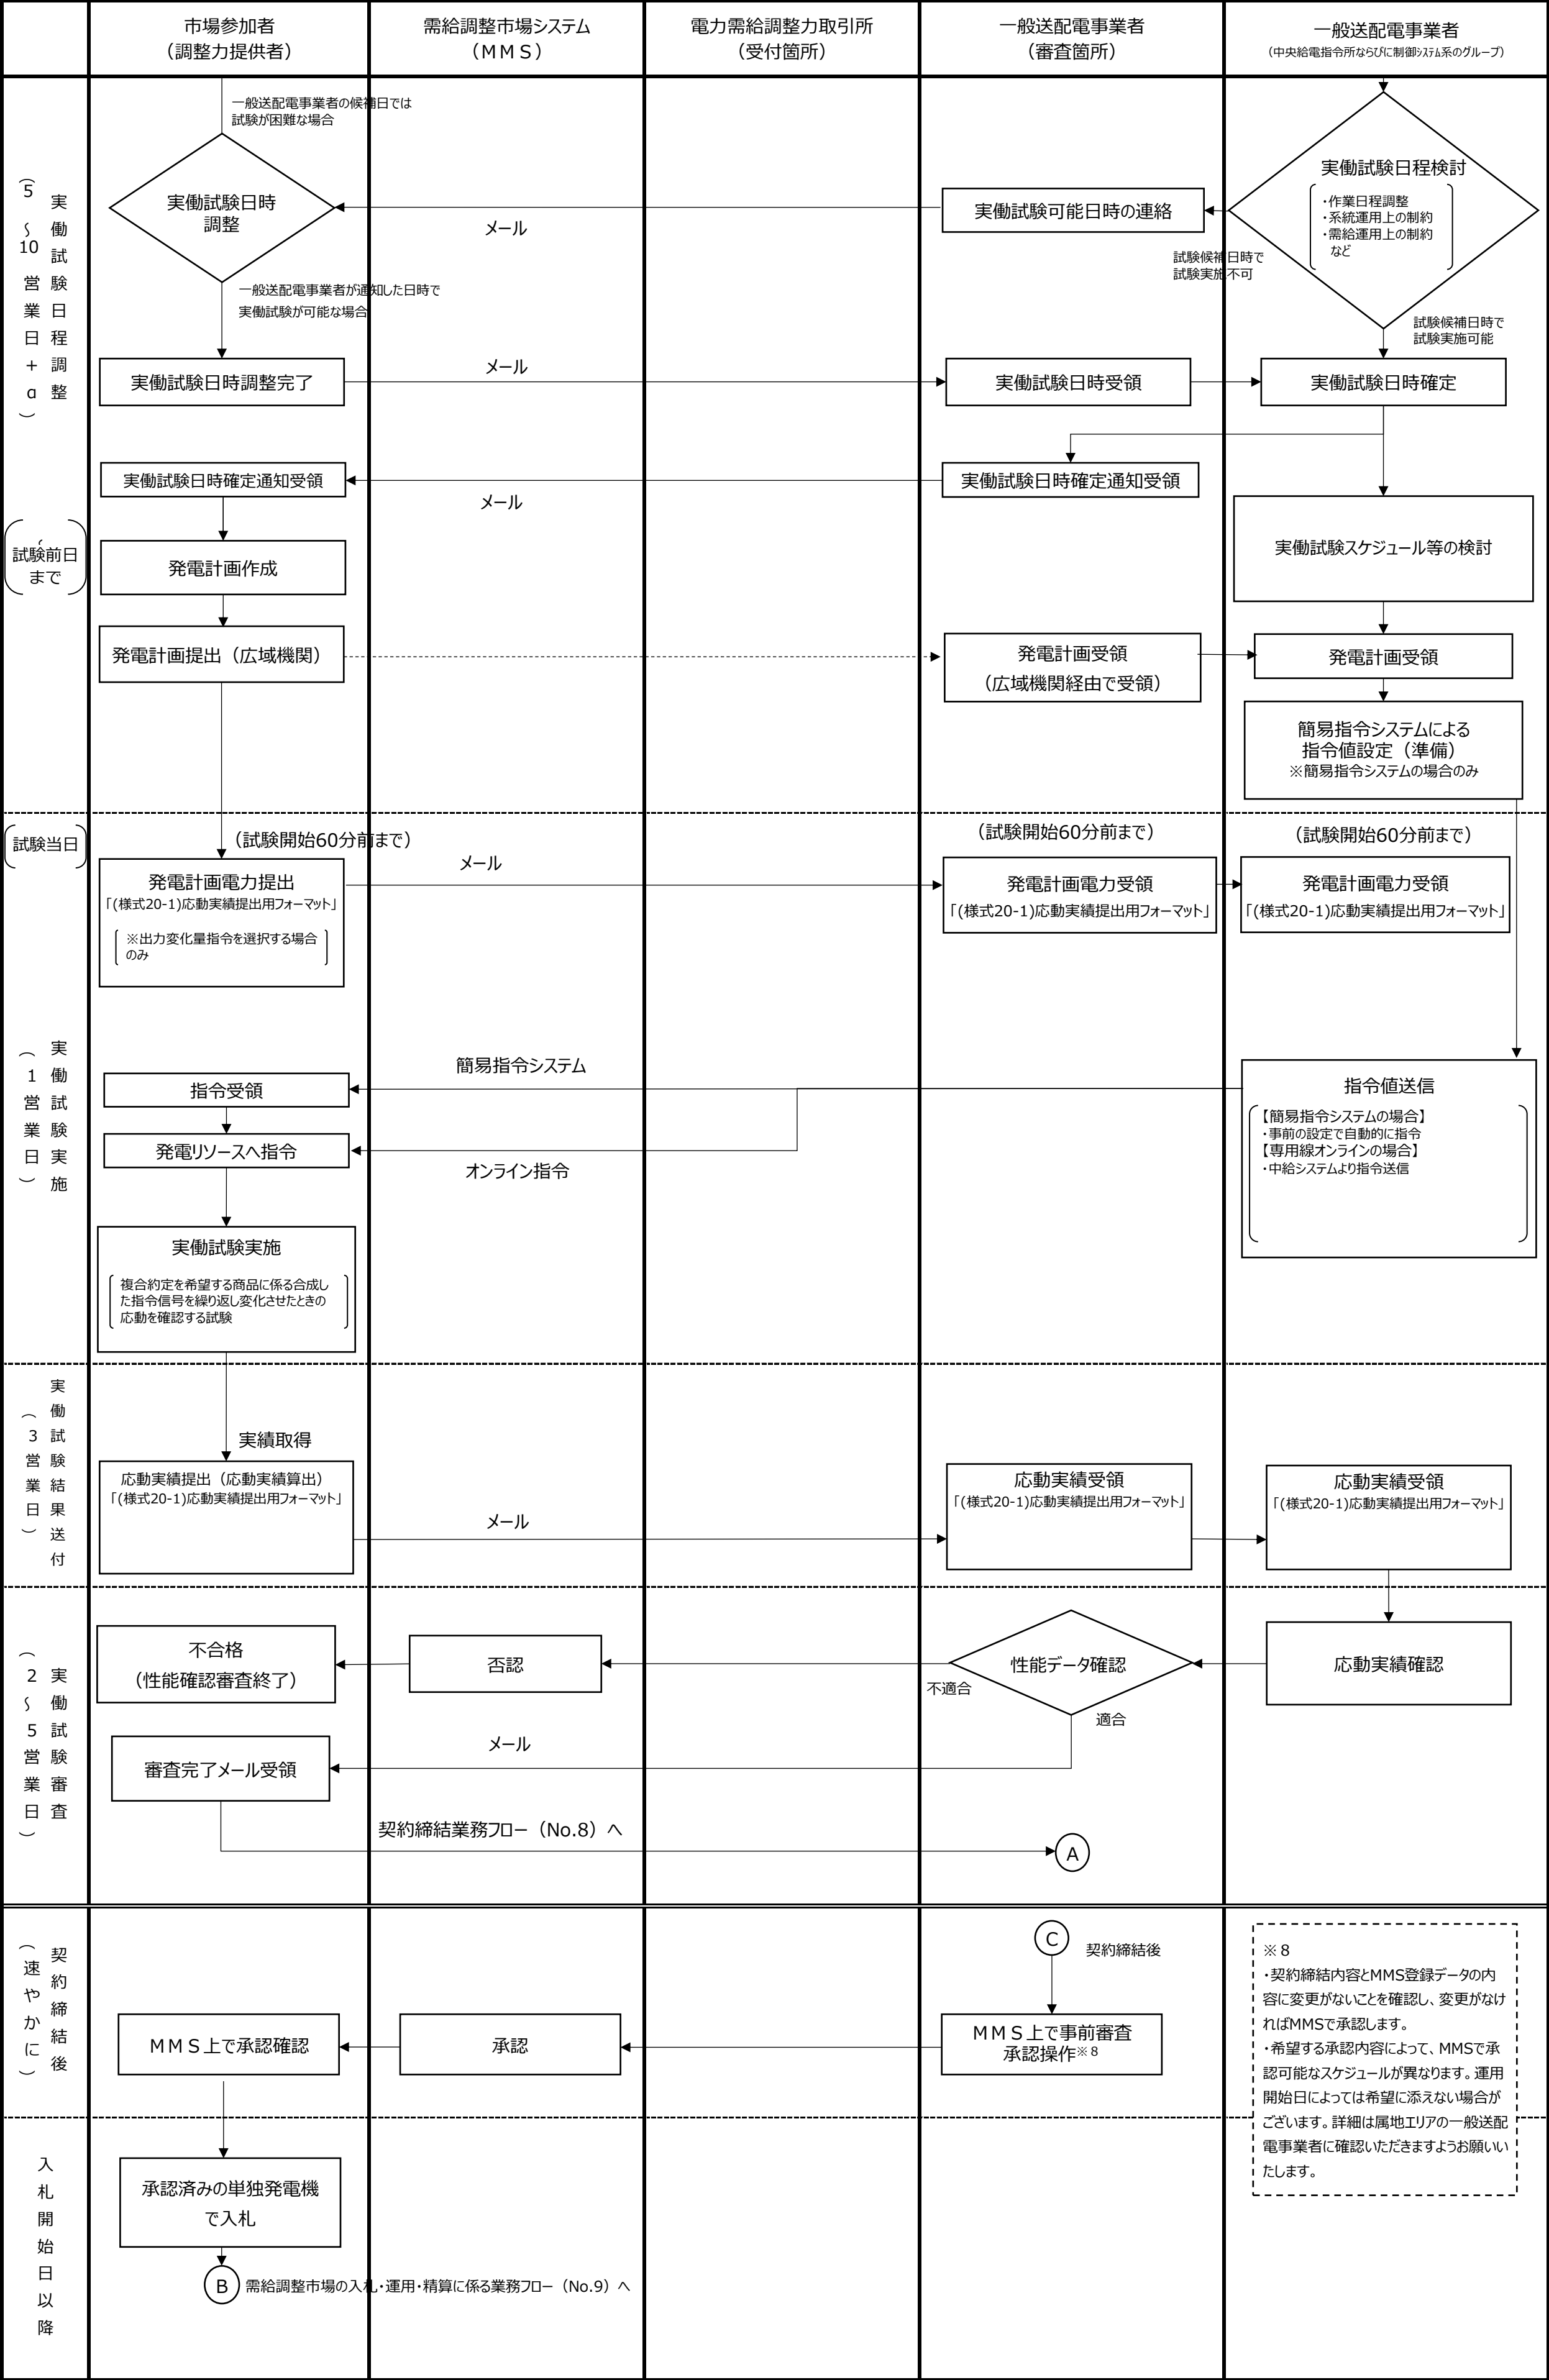 市場参加者
（調整力提供者）
需給調整市場システム
（ＭＭＳ）
電力需給調整力取引所
（受付箇所）
一般送配電事業者
（審査箇所）
一般送配電事業者
（中央給電指令所ならびに制御ｼｽﾃﾑ系のグループ）
実働試験日程調整
（5～10営業日+α）
一般送配電事業者の候補日では
試験が困難な場合
実働試験日時
調整
メール
実働試験可能日時の連絡
実働試験日程検討
・作業日程調整
・系統運用上の制約
・需給運用上の制約
など
試験候補日時で
試験実施不可
一般送配電事業者が通知した日時で
実働試験が可能な場合
試験候補日時で
試験実施可能
実働試験日時調整完了
メール
実働試験日時受領
実働試験日時確定
実働試験日時確定通知受領
メール
実働試験日時確定通知受領
実働試験スケジュール等の検討
試験前日
まで
発電計画作成
発電計画提出（広域機関）
発電計画受領
（広域機関経由で受領）
発電計画受領
簡易指令システムによる
指令値設定（準備）
※簡易指令システムの場合のみ
試験当日
（試験開始60分前まで）
（試験開始60分前まで）
（試験開始60分前まで）
メール
発電計画電力提出
「(様式20-1)応動実績提出用フォーマット」
※出力変化量指令を選択する場合
のみ
発電計画電力受領
「(様式20-1)応動実績提出用フォーマット」
発電計画電力受領
「(様式20-1)応動実績提出用フォーマット」
実働試験実施
（1営業日）
簡易指令システム
指令受領
指令値送信
【簡易指令システムの場合】
・事前の設定で自動的に指令
【専用線オンラインの場合】
・中給システムより指令送信
発電リソースへ指令
オンライン指令
実働試験実施
複合約定を希望する商品に係る合成し
た指令信号を繰り返し変化させたときの
応動を確認する試験
実働試験結果送付
（3営業日）
実績取得
応動実績提出（応動実績算出）
「(様式20-1)応動実績提出用フォーマット」
メール
応動実績受領
「(様式20-1)応動実績提出用フォーマット」
応動実績受領
「(様式20-1)応動実績提出用フォーマット」
実働試験審査
（2～5営業日）
不合格
（性能確認審査終了）
否認
性能データ確認
不適合
適合
応動実績確認
メール
審査完了メール受領
契約締結業務フロー（No.8）へ
A
契約締結後
（速やかに）
C
契約締結後
ＭＭＳ上で承認確認
承認
ＭＭＳ上で事前審査
承認操作※８
※８
・契約締結内容とMMS登録データの内
容に変更がないことを確認し、変更がなけ
ればMMSで承認します。
・希望する承認内容によって、MMSで承
認可能なスケジュールが異なります。運用
開始日によっては希望に添えない場合が
ございます。詳細は属地エリアの一般送配
電事業者に確認いただきますようお願いい
たします。
入札開始日以降
承認済みの単独発電機
で入札
B
需給調整市場の入札・運用・精算に係る業務フロー（No.9）へ